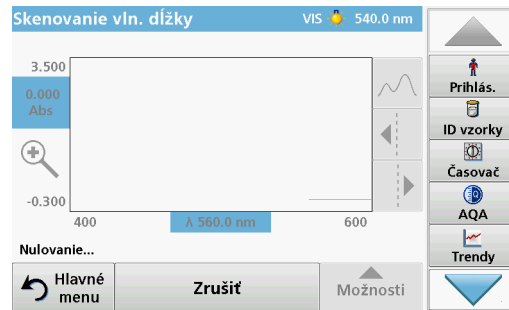 Skenovanie vln. dĺžky VIS 540.0 nm
3.500
0.000
Abs
-0.300
400 λ 560.0 nm 600
Nulovanie...
Hlavné
menu
Zrušiť
Možnosti
Prihlás.
ID vzorky
Časovač
AQA
Trendy